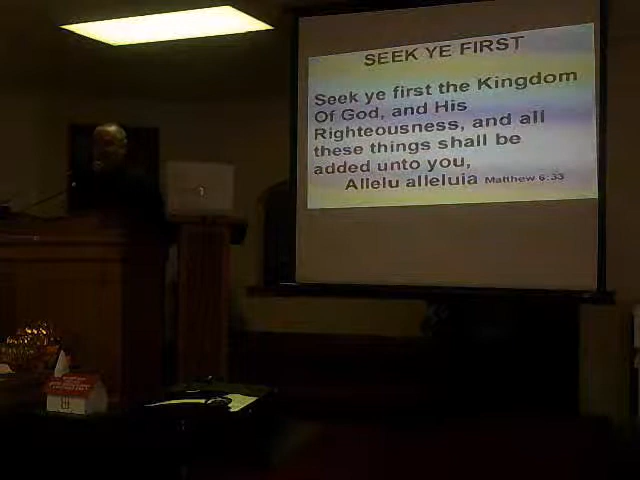 SEEK YE FIRST
Seek ye first the Kingdom
Of God, and His
Righteousness, and all
these things shall be
added unto you,
Allelu alleluia Matthew 6:33